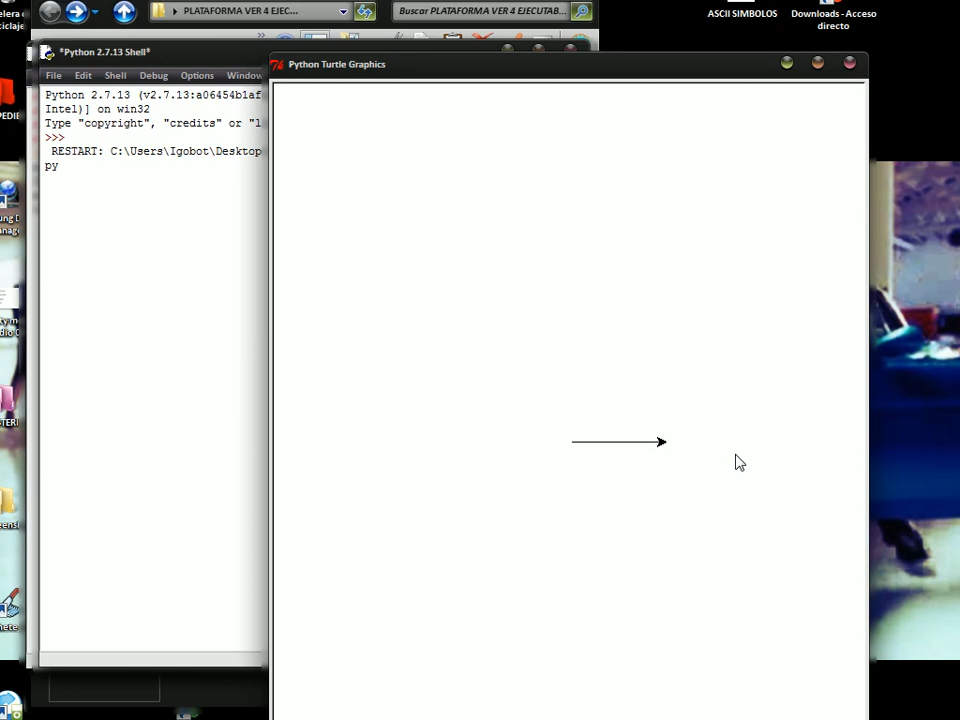 PLATAFORMA VER 4 EJEC...
Buscar PLATAFORMA VER 4 EJECUTAB...
ASCII SIMBOLOS
Downloads - Acceso
directo
*Python 2.7.13 Shell*
File Edit Shell Debug Options Window
Python 2.7.13 (v2.7.13:a06454b1af
Intel)] on win32
Type "copyright", "credits" or "l
>>>
RESTART: C:\Users\Igobot\Desktop
py
Python Turtle Graphics